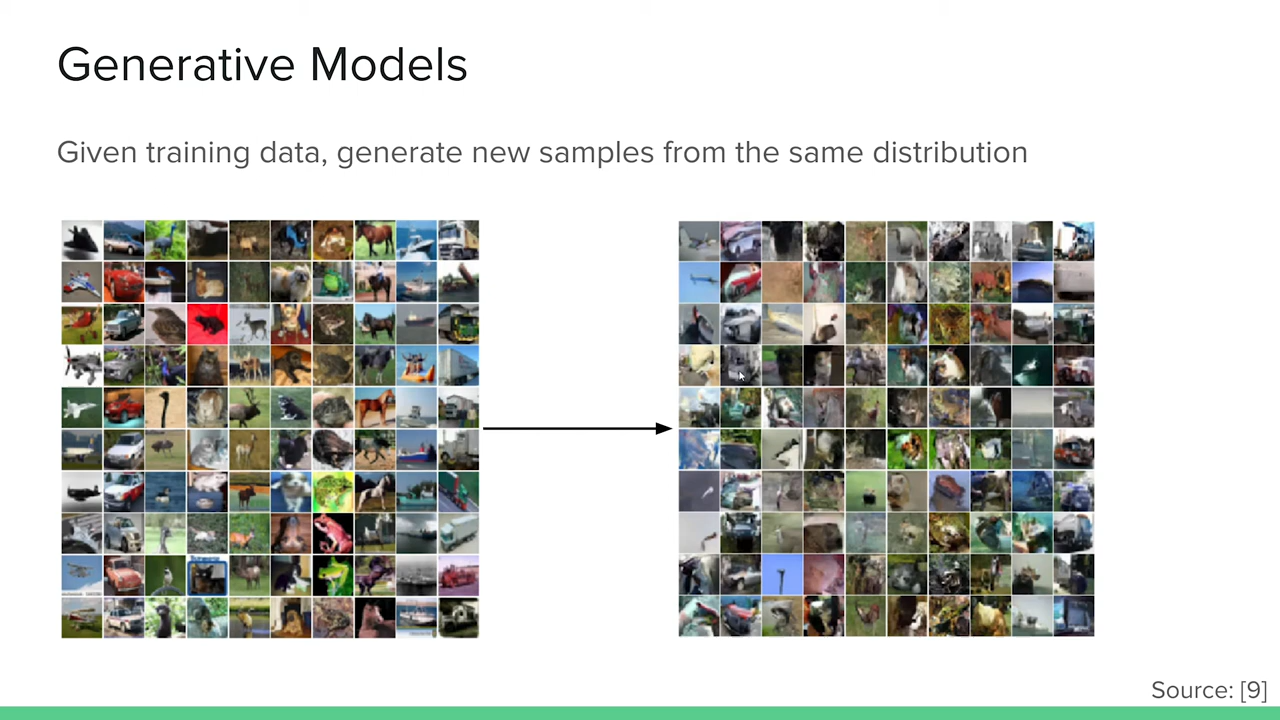 Generative Models
Given training data, generate new samples from the same distribution
Source: [9]